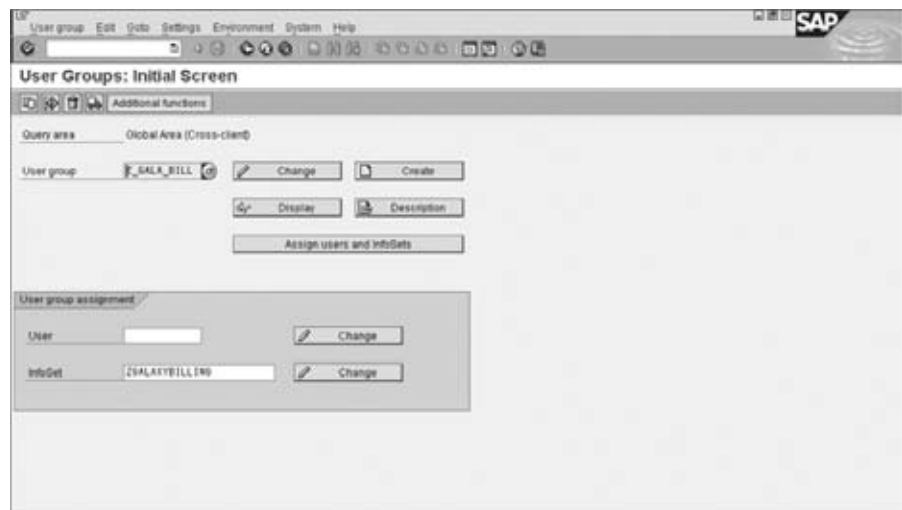 User group Edit Goto Settings Environment System Help
SAP
User Groups: Initial Screen
Additional functions
Query area Global Area (Cross-client)
User group Change Create
Display Description
Assign users and InfoSets
User group assignment
User Change
InfoSet ZGALAXYBILLING Change